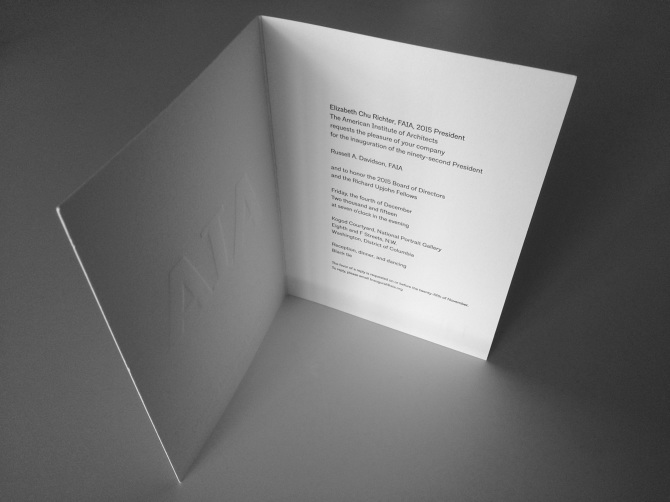 AIA
Elizabeth Chu Richter, FAIA, 2015 President
The American Institute of Architects
requests the pleasure of your company
for the inauguration of the ninety-second President
Russell A. Davidson, FAIA
and to honor the 2015 Board of Directors
and the Richard Upjohn Fellows
Friday, the fourth of December
Two thousand and fifteen
at seven o'clock in the evening
Kogod Courtyard, National Portrait Gallery
Eighth and F Streets, N.W.
Washington, District of Columbia
Reception, dinner, and dancing
Black tie
The favor of a reply is requested on or before the twenty-fifth of November.
To reply, please email